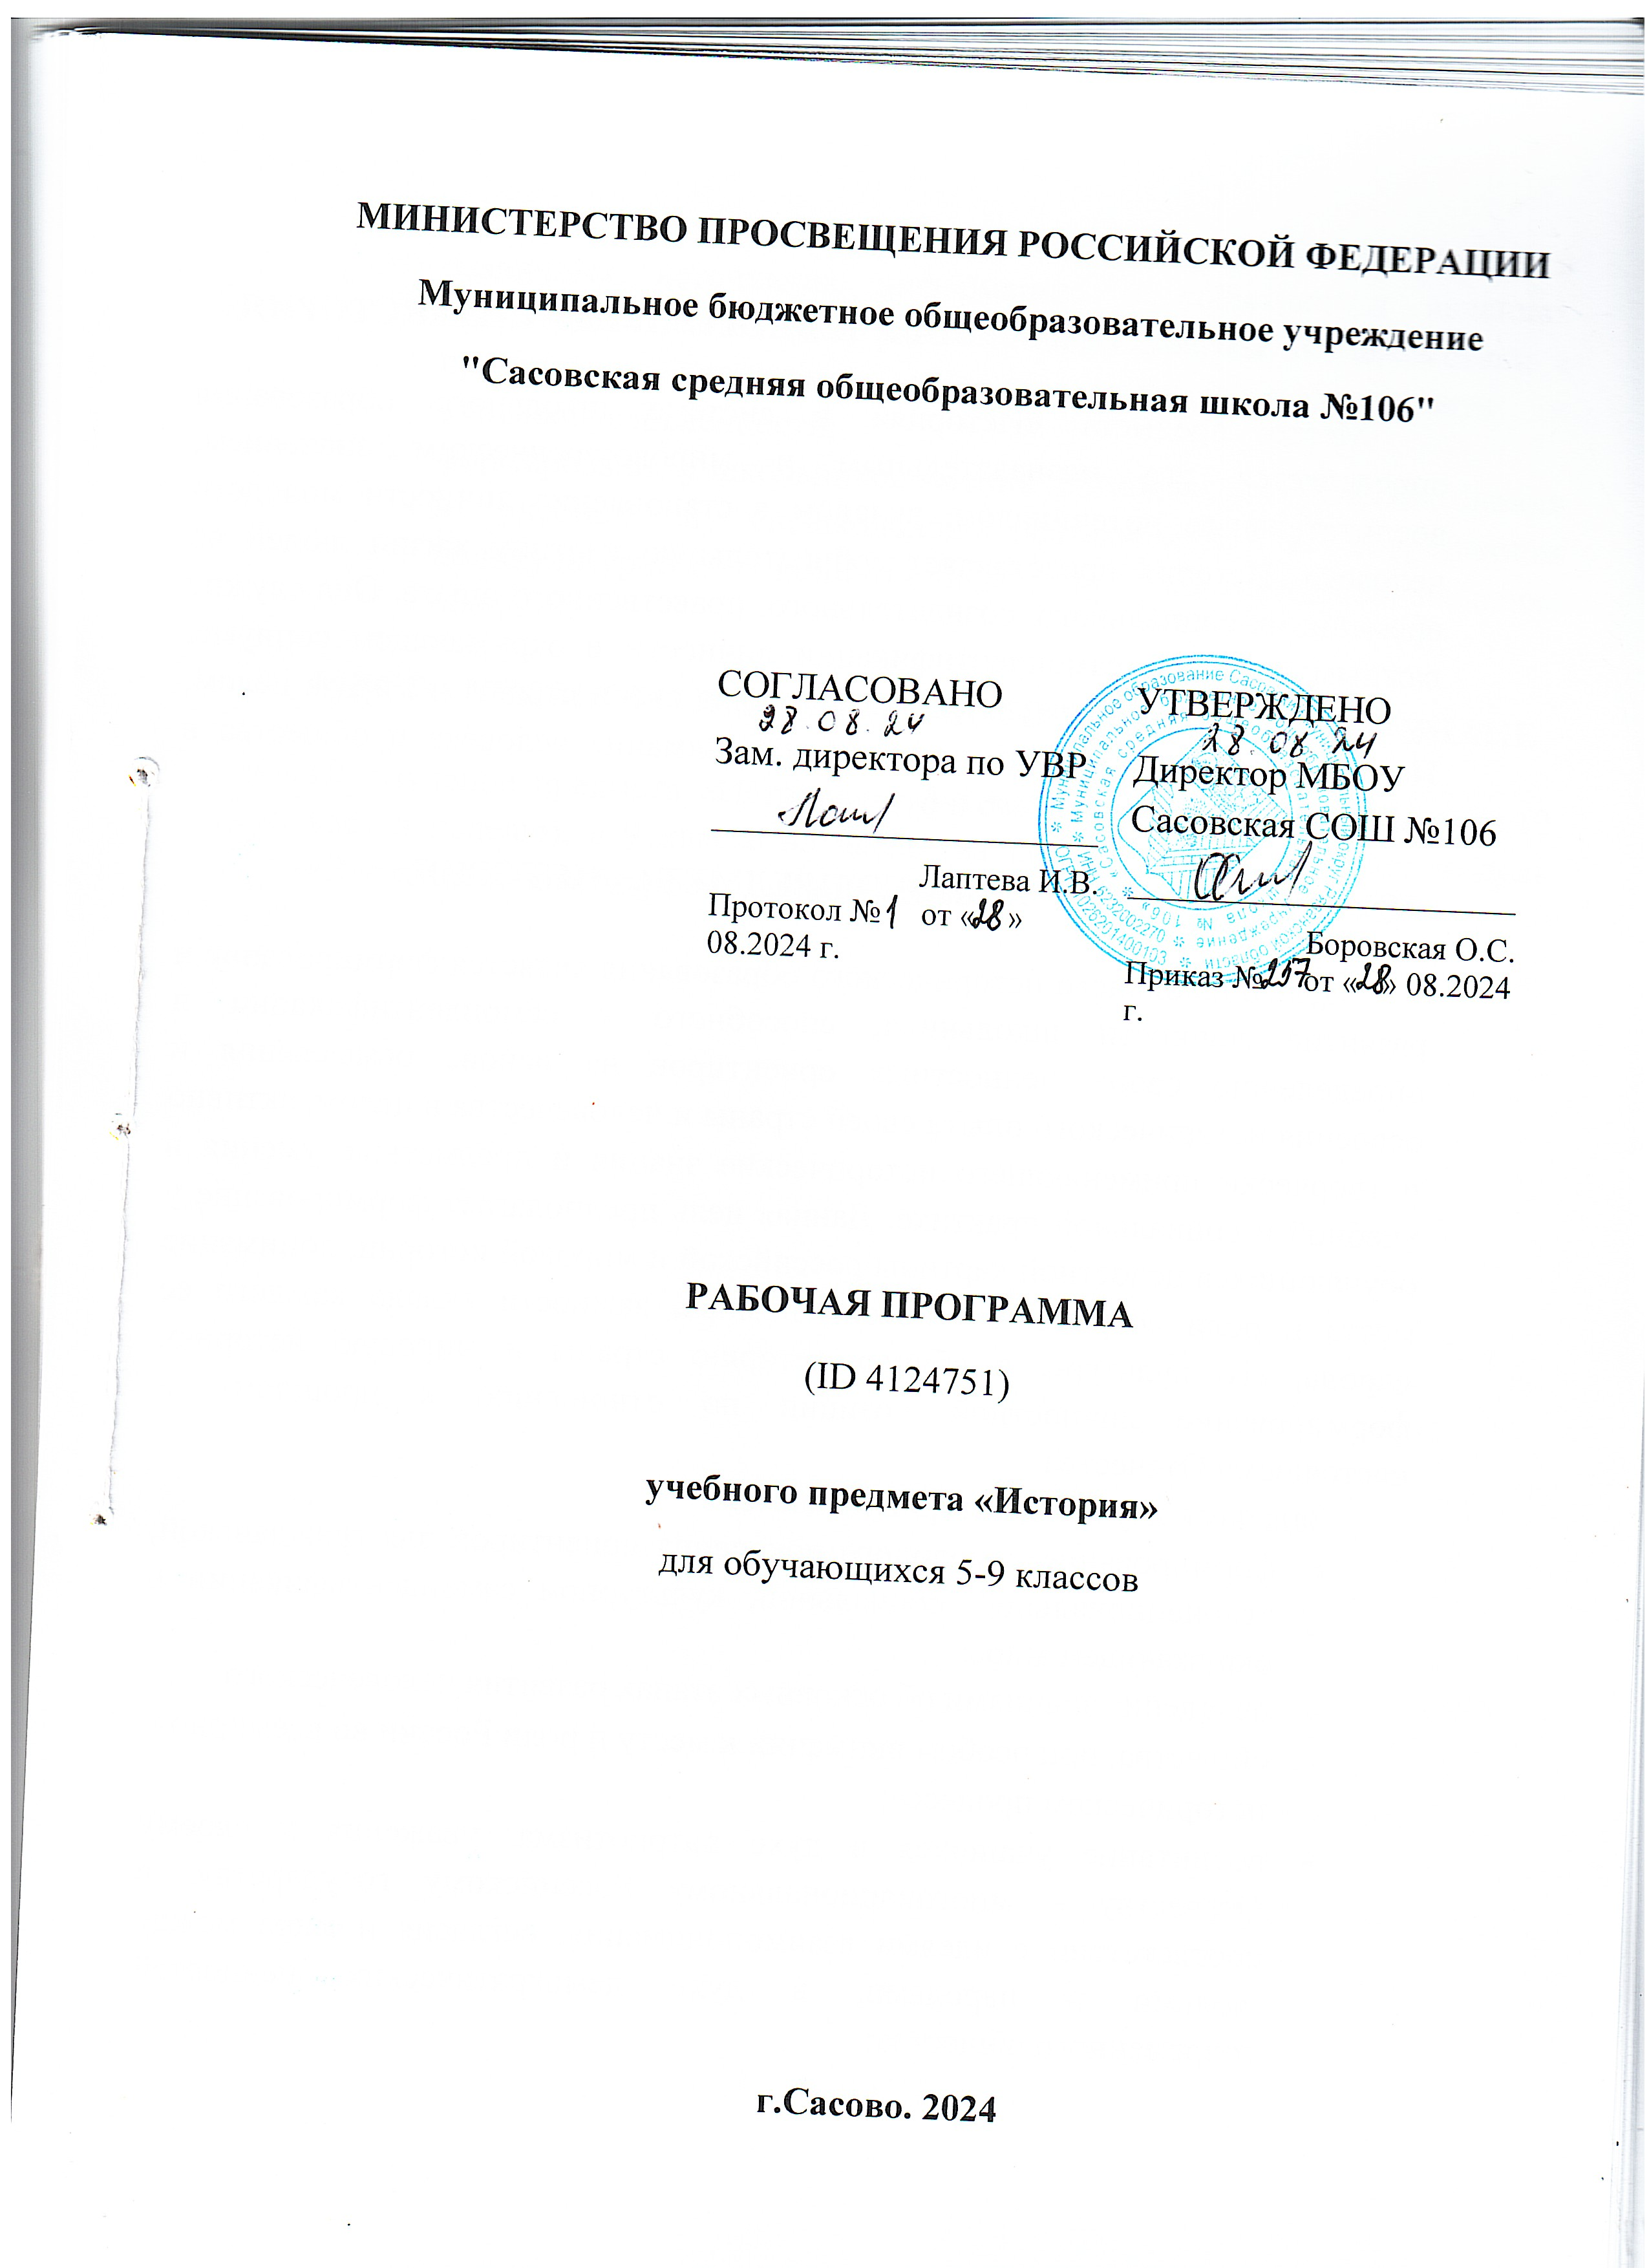 МИНИСТЕРСТВО ПРОСВЕЩЕНИЯ РОССИЙСКОЙ ФЕДЕРАЦИИ
Муниципальное бюджетное общеобразовательное учреждение
"Сасовская средняя общеобразовательная школа №106"
СОГЛАСОВАНО
28.08.24
Зам. директора по УВР
Лаптева И.В.
Протокол №1 от «28»
08.2024 г.
УТВЕРЖДЕНО
28.08.24
Директор МБОУ
Сасовская СОШ №106
Боровская О.С.
Приказ №257 от «28» 08.2024
г.
РАБОЧАЯ ПРОГРАММА
(ID 4124751)
учебного предмета «История»
для обучающихся 5-9 классов
г.Сасово. 2024